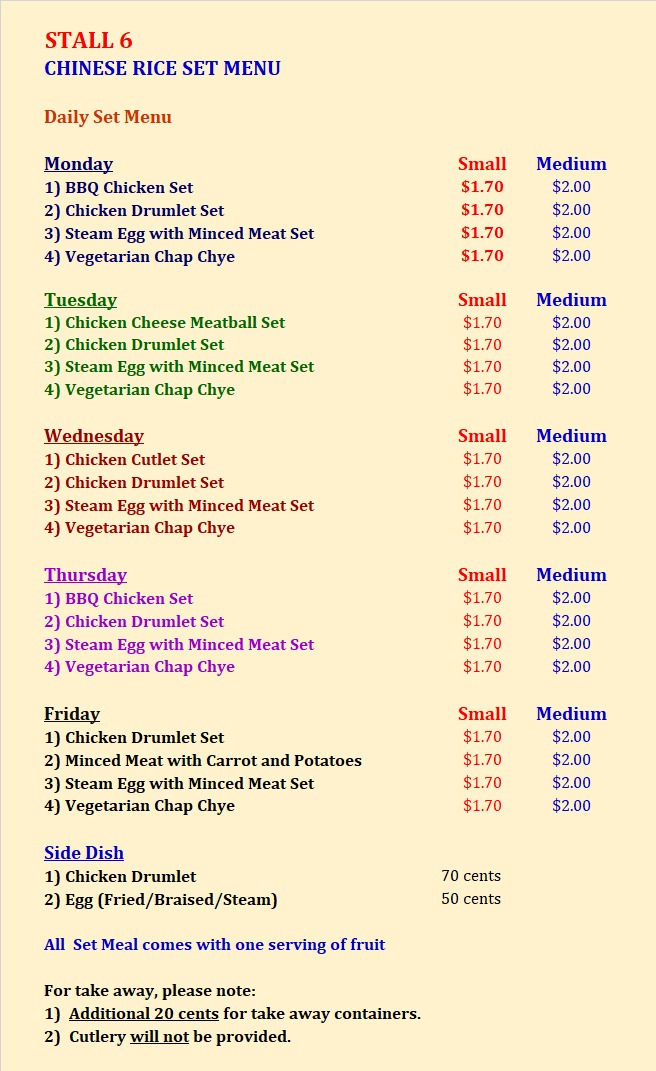 STALL 6
CHINESE RICE SET MENU
Daily Set Menu
Monday Small Medium
1) BBQ Chicken Set $1.70 $2.00
2) Chicken Drumlet Set $1.70 $2.00
3) Steam Egg with Minced Meat Set $1.70 $2.00
4) Vegetarian Chap Chye $1.70 $2.00
Tuesday Small Medium
1) Chicken Cheese Meatball Set $1.70 $2.00
2) Chicken Drumlet Set $1.70 $2.00
3) Steam Egg with Minced Meat Set $1.70 $2.00
4) Vegetarian Chap Chye $1.70 $2.00
Wednesday Small Medium
1) Chicken Cutlet Set $1.70 $2.00
2) Chicken Drumlet Set $1.70 $2.00
3) Steam Egg with Minced Meat Set $1.70 $2.00
4) Vegetarian Chap Chye $1.70 $2.00
Thursday Small Medium
1) BBQ Chicken Set $1.70 $2.00
2) Chicken Drumlet Set $1.70 $2.00
3) Steam Egg with Minced Meat Set $1.70 $2.00
4) Vegetarian Chap Chye $1.70 $2.00
Friday Small Medium
1) Chicken Drumlet Set $1.70 $2.00
2) Minced Meat with Carrot and Potatoes $1.70 $2.00
3) Steam Egg with Minced Meat Set $1.70 $2.00
4) Vegetarian Chap Chye $1.70 $2.00
Side Dish
1) Chicken Drumlet 70 cents
2) Egg (Fried/Braised/Steam) 50 cents
All Set Meal comes with one serving of fruit
For take away, please note:
1) Additional 20 cents for take away containers.
2) Cutlery will not be provided.